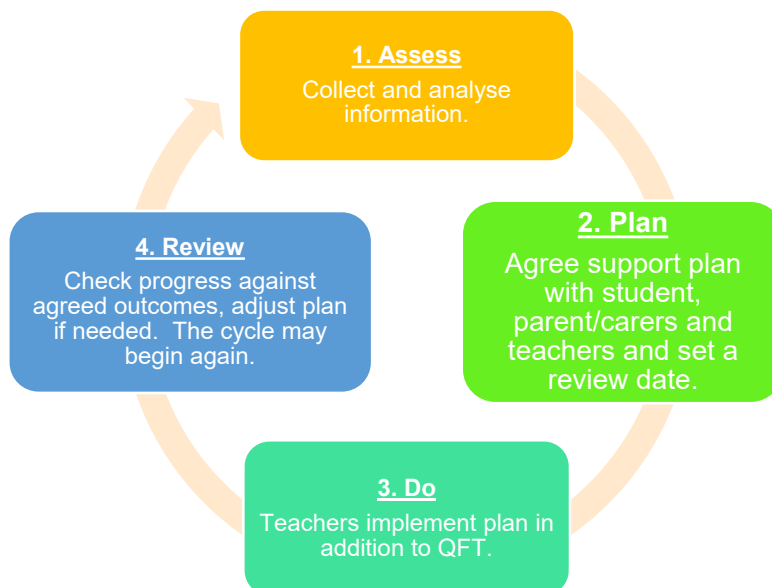 1. Assess
Collect and analyse
information.
2. Plan
Agree support plan
with student,
parent/carers and
teachers and set a
review date.
3. Do
Teachers implement plan in
addition to QFT.
4. Review
Check progress against
agreed outcomes, adjust plan
if needed.  The cycle may
begin again.